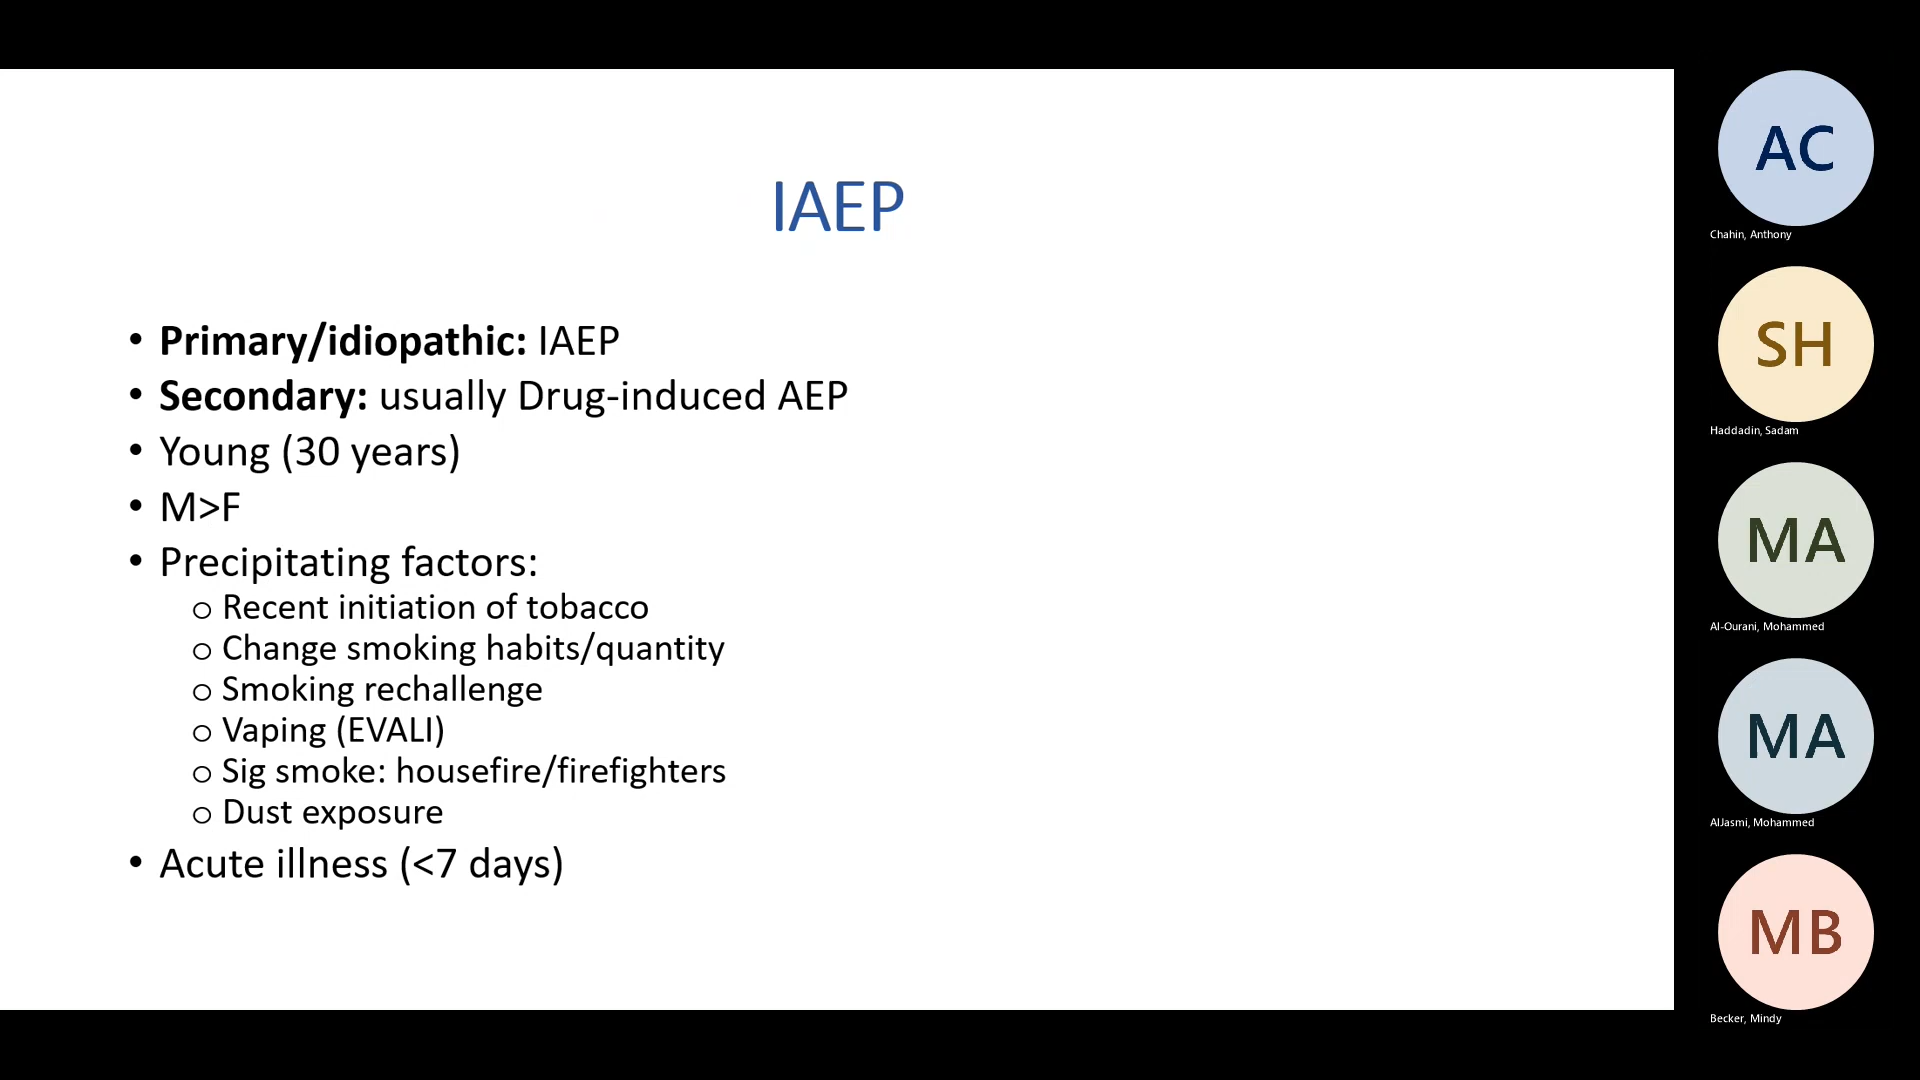 IAEP
• Primary/idiopathic: IAEP
• Secondary: usually Drug-induced AEP
• Young (30 years)
• M>F
• Precipitating factors:
o Recent initiation of tobacco
o Change smoking habits/quantity
o Smoking rechallenge
o Vaping (EVALI)
o Sig smoke: housefire/firefighters
o Dust exposure
• Acute illness (<7 days)
AC
Chahin, Anthony
SH
Haddadin, Sadam
MA
Al-Ourani, Mohammed
MA
AlJasmi, Mohammed
MB
Becker, Mindy